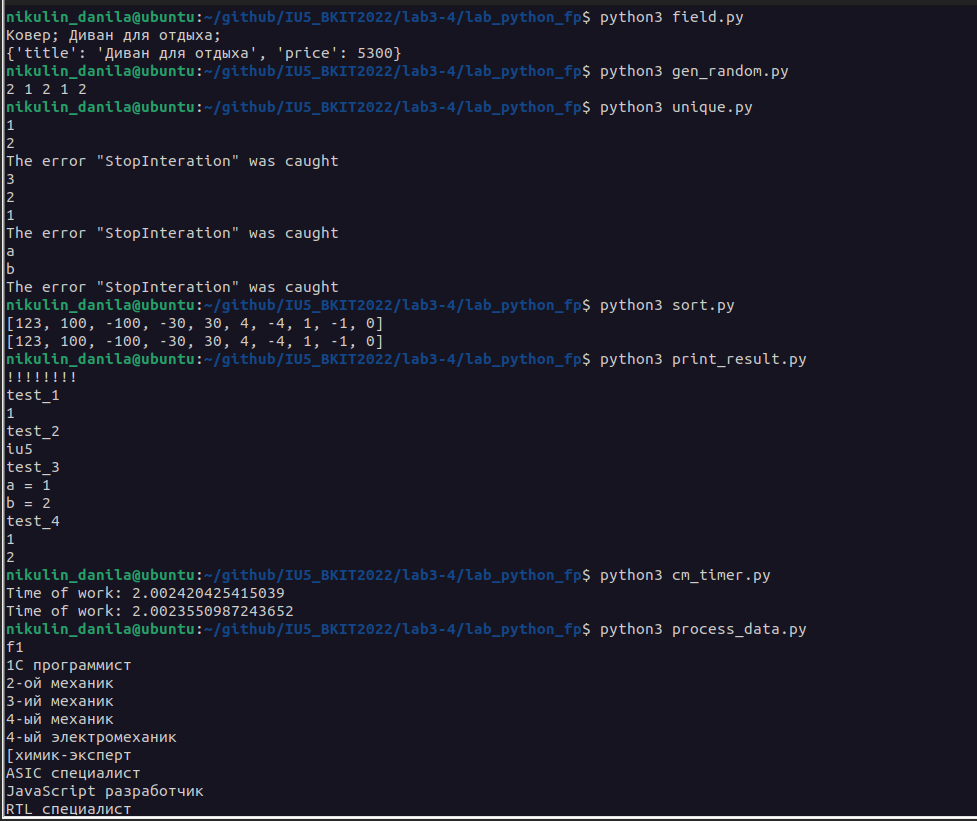 nikulin_danila@ubuntu:~/github/IU5_BKIT2022/lab3-4/lab_python_fp$ python3 field.py
Ковер; Диван для отдыха;
{'title': 'Диван для отдыха', 'price': 5300}
nikulin_danila@ubuntu:~/github/IU5_BKIT2022/lab3-4/lab_python_fp$ python3 gen_random.py
2 1 2 1 2
nikulin_danila@ubuntu:~/github/IU5_BKIT2022/lab3-4/lab_python_fp$ python3 unique.py
1
2
The error "StopInteration" was caught
3
2
1
The error "StopInteration" was caught
a
b
The error "StopInteration" was caught
nikulin_danila@ubuntu:~/github/IU5_BKIT2022/lab3-4/lab_python_fp$ python3 sort.py
[123, 100, -100, -30, 30, 4, -4, 1, -1, 0]
[123, 100, -100, -30, 30, 4, -4, 1, -1, 0]
nikulin_danila@ubuntu:~/github/IU5_BKIT2022/lab3-4/lab_python_fp$ python3 print_result.py
!!!!!!!!
test_1
1
test_2
iu5
test_3
a = 1
b = 2
test_4
1
2
nikulin_danila@ubuntu:~/github/IU5_BKIT2022/lab3-4/lab_python_fp$ python3 cm_timer.py
Time of work: 2.002420425415039
Time of work: 2.0023550987243652
nikulin_danila@ubuntu:~/github/IU5_BKIT2022/lab3-4/lab_python_fp$ python3 process_data.py
f1
1С программист
2-ой механик
3-ий механик
4-ый механик
4-ый электромеханик
[химик-эксперт
ASIC специалист
JavaScript разработчик
RTL специалист